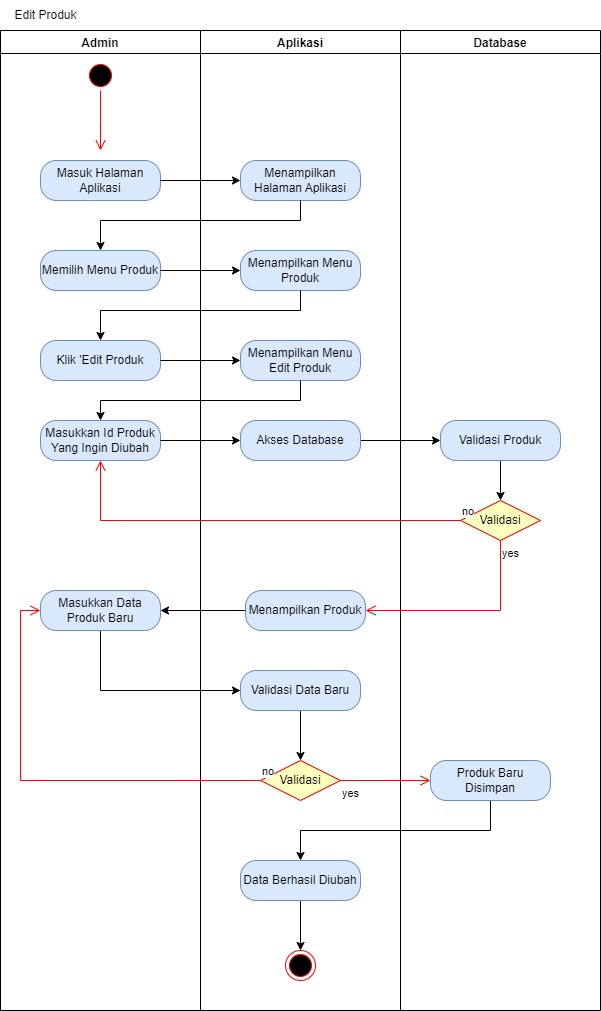 Edit Produk
Admin
Aplikasi
Database
Masuk Halaman
Aplikasi
Menampilkan
Halaman Aplikasi
Memilih Menu Produk
Menampilkan Menu
Produk
Klik 'Edit Produk
Menampilkan Menu
Edit Produk
Masukkan Id Produk
Yang Ingin Diubah
Akses Database
Validasi Produk
no
Validasi
yes
Masukkan Data
Produk Baru
Menampilkan Produk
Validasi Data Baru
no
Validasi
yes
Produk Baru
Disimpan
Data Berhasil Diubah